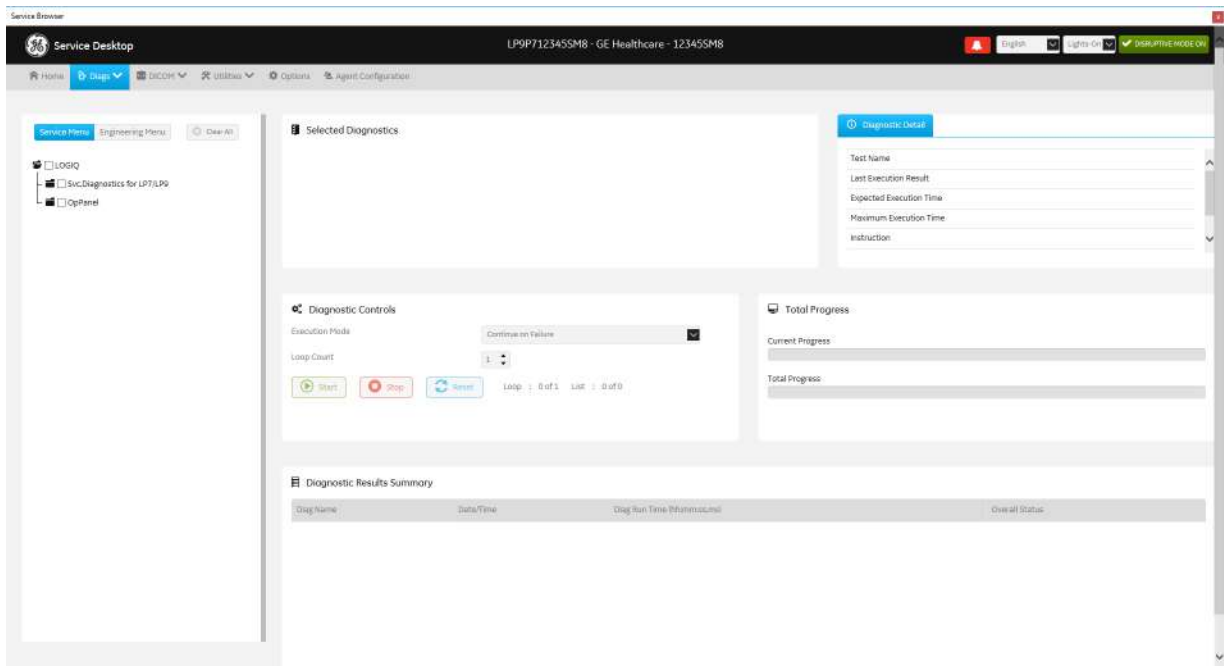 Service Browser
Service Desktop
LP9P712345SM8 - GE Healthcare - 12345SM8
English
Lights-On
DISRUPTIVE MODE ON
Home
Diags
DICOM
Utilities
Options
Agent Configuration
Service Menu
Engineering Menu
Clear All
LOGIQ
Svc.Diagnostics for LP7/LP9
OpPanel
Selected Diagnostics
Diagnostic Detail
Test Name
Last Execution Result
Expected Execution Time
Maximum Execution Time
Instruction
Diagnostic Controls
Execution Mode
Continue on Failure
Loop Count
1
Start
Stop
Reset
Loop : 0 of 1 List : 0 of 0
Total Progress
Current Progress
Total Progress
Diagnostic Results Summary
Diag Name
Date/Time
Diag Run Time
Overall Status